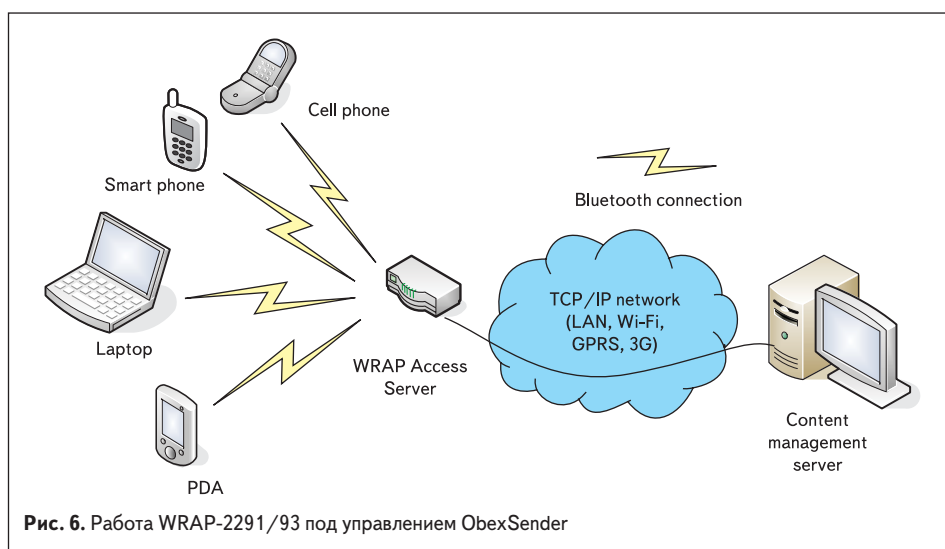 Cell phone
Smart phone
Bluetooth connection
Laptop
TCP/IP network
(LAN, Wi-Fi,
GPRS, 3G)
WRAP Access
Server
Content
management
server
PDA
Рис. 6. Работа WRAP-2291/93 под управлением ObexSender